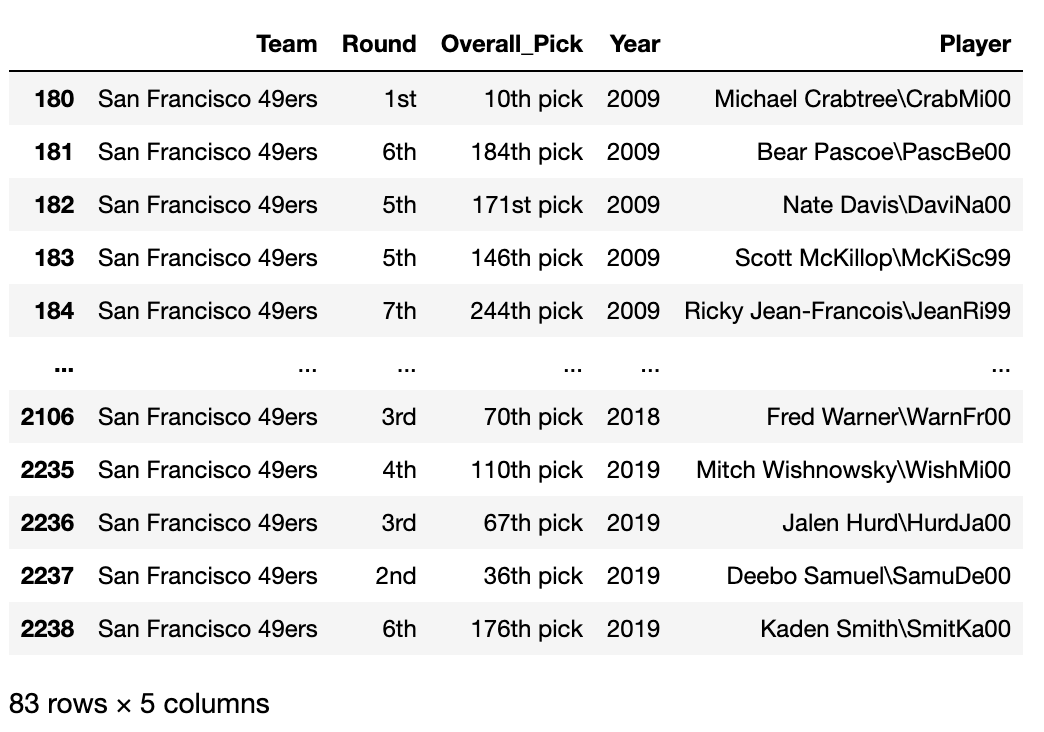 Team Round Overall_Pick Year Player
180 San Francisco 49ers 1st 10th pick 2009 Michael Crabtree\CrabMi00
181 San Francisco 49ers 6th 184th pick 2009 Bear Pascoe\PascBe00
182 San Francisco 49ers 5th 171st pick 2009 Nate Davis\DaviNa00
183 San Francisco 49ers 5th 146th pick 2009 Scott McKillop\McKiSc99
184 San Francisco 49ers 7th 244th pick 2009 Ricky Jean-Francois\JeanRi99
... ... ... ... ... ...
2106 San Francisco 49ers 3rd 70th pick 2018 Fred Warner\WarnFr00
2235 San Francisco 49ers 4th 110th pick 2019 Mitch Wishnowsky\WishMi00
2236 San Francisco 49ers 3rd 67th pick 2019 Jalen Hurd\HurdJa00
2237 San Francisco 49ers 2nd 36th pick 2019 Deebo Samuel\SamuDe00
2238 San Francisco 49ers 6th 176th pick 2019 Kaden Smith\SmitKa00
83 rows × 5 columns